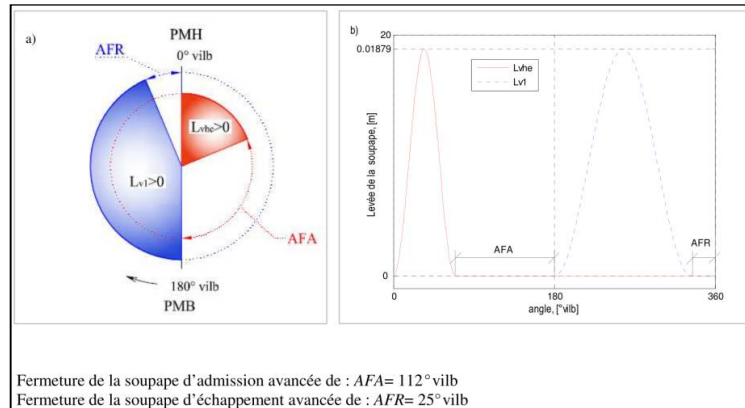 a)
PMH
0° vilb
AFR
Lvhe>0
Lv1>0
AFA
180° vilb
PMB
b)
20
0.01879
0
Levée de la soupape, [m]
Lvhe
Lv1
AFA
AFR
0
180
360
angle, [°vilb]
Fermeture de la soupape d'admission avancée de : AFA= 112°vilb
Fermeture de la soupape d'échappement avancée de : AFR= 25°vilb